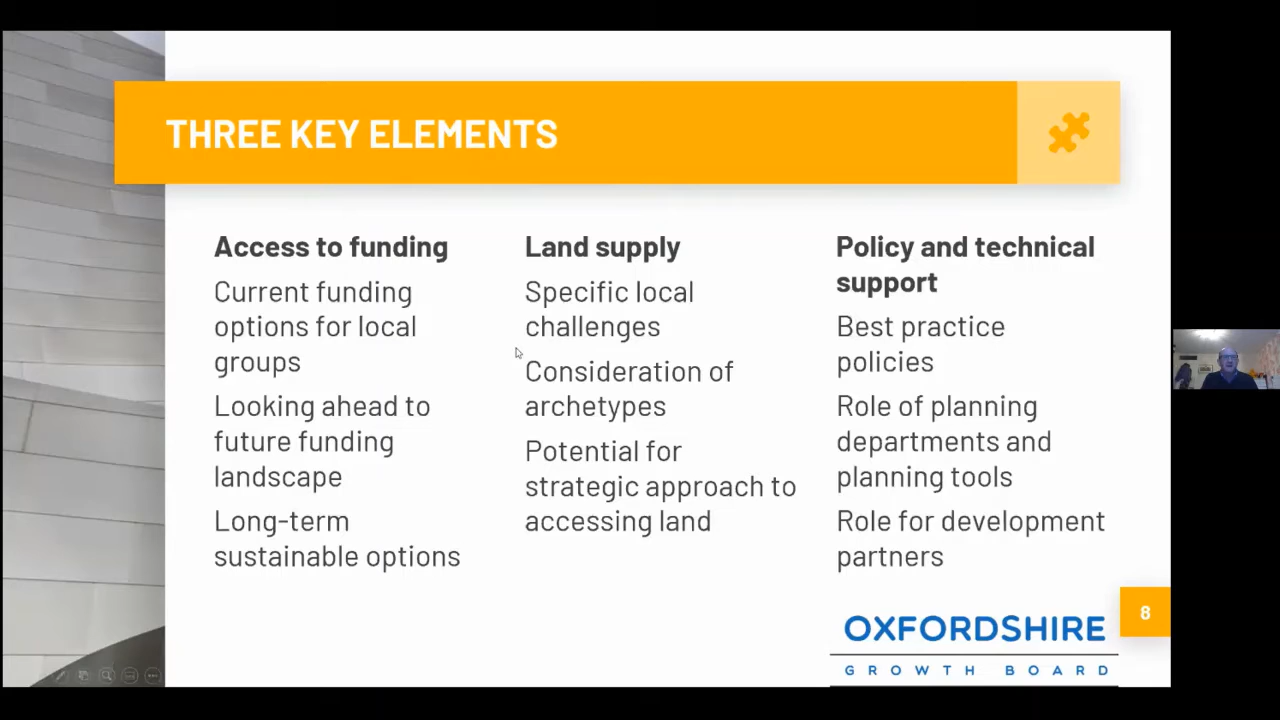 THREE KEY ELEMENTS
Access to funding
Current funding
options for local
groups
Looking ahead to
future funding
landscape
Long-term
sustainable options
Land supply
Specific local
challenges
Consideration of
archetypes
Potential for
strategic approach to
accessing land
Policy and technical
support
Best practice
policies
Role of planning
departments and
planning tools
Role for development
partners
8
OXFORDSHIRE
GROWTH BOARD